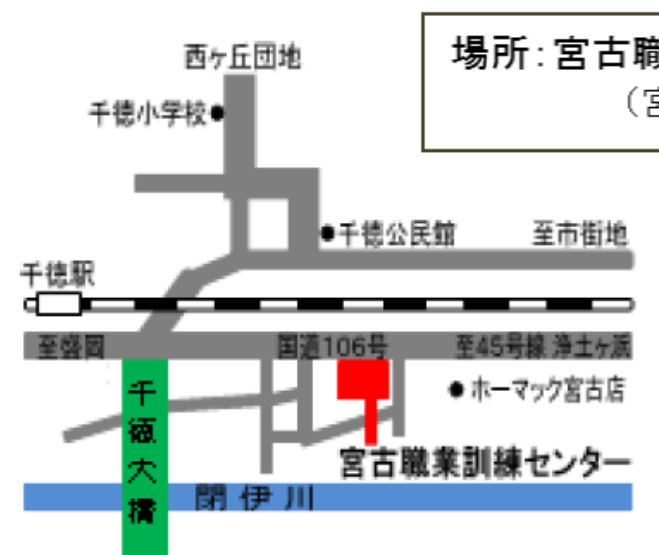 場所：宮古職
（宮
西ヶ丘団地
千徳小学校
千徳公民館
至市街地
千徳駅
至盛岡
国道106号
至45号線 浄土ヶ浜
千徳大橋
ホーマック宮古店
宮古職業訓練センター
閉伊川